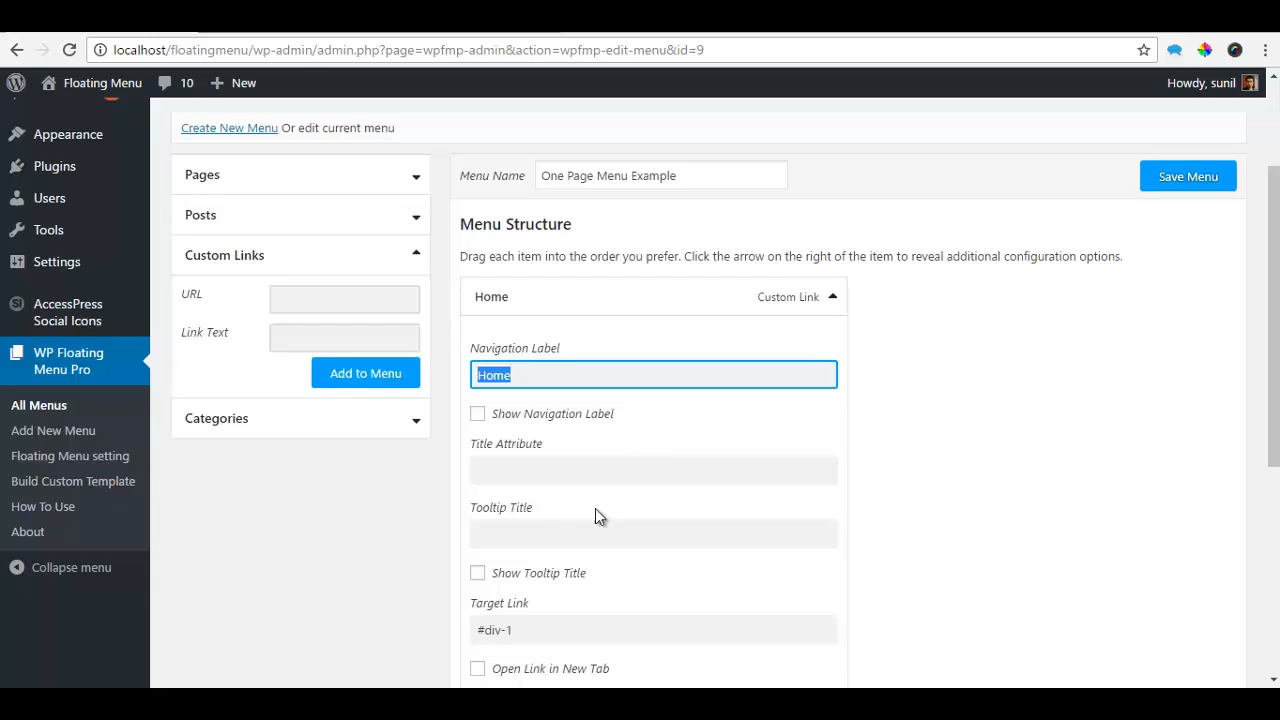 localhost/floatingmenu/wp-admin/admin.php?page=wpfmp-admin&action=wpfmp-edit-menu&id=9
Floating Menu 10 New Howdy, sunil
Appearance
Plugins
Users
Tools
Settings
AccessPress
Social Icons
WP Floating
Menu Pro
All Menus
Add New Menu
Floating Menu setting
Build Custom Template
How To Use
About
Collapse menu
Create New Menu Or edit current menu
Pages
Posts
Custom Links
URL
Link Text
Add to Menu
Categories
Menu Name One Page Menu Example Save Menu
Menu Structure
Drag each item into the order you prefer. Click the arrow on the right of the item to reveal additional configuration options.
Home Custom Link
Navigation Label
Home
Show Navigation Label
Title Attribute
Tooltip Title
Show Tooltip Title
Target Link
#div-1
Open Link in New Tab